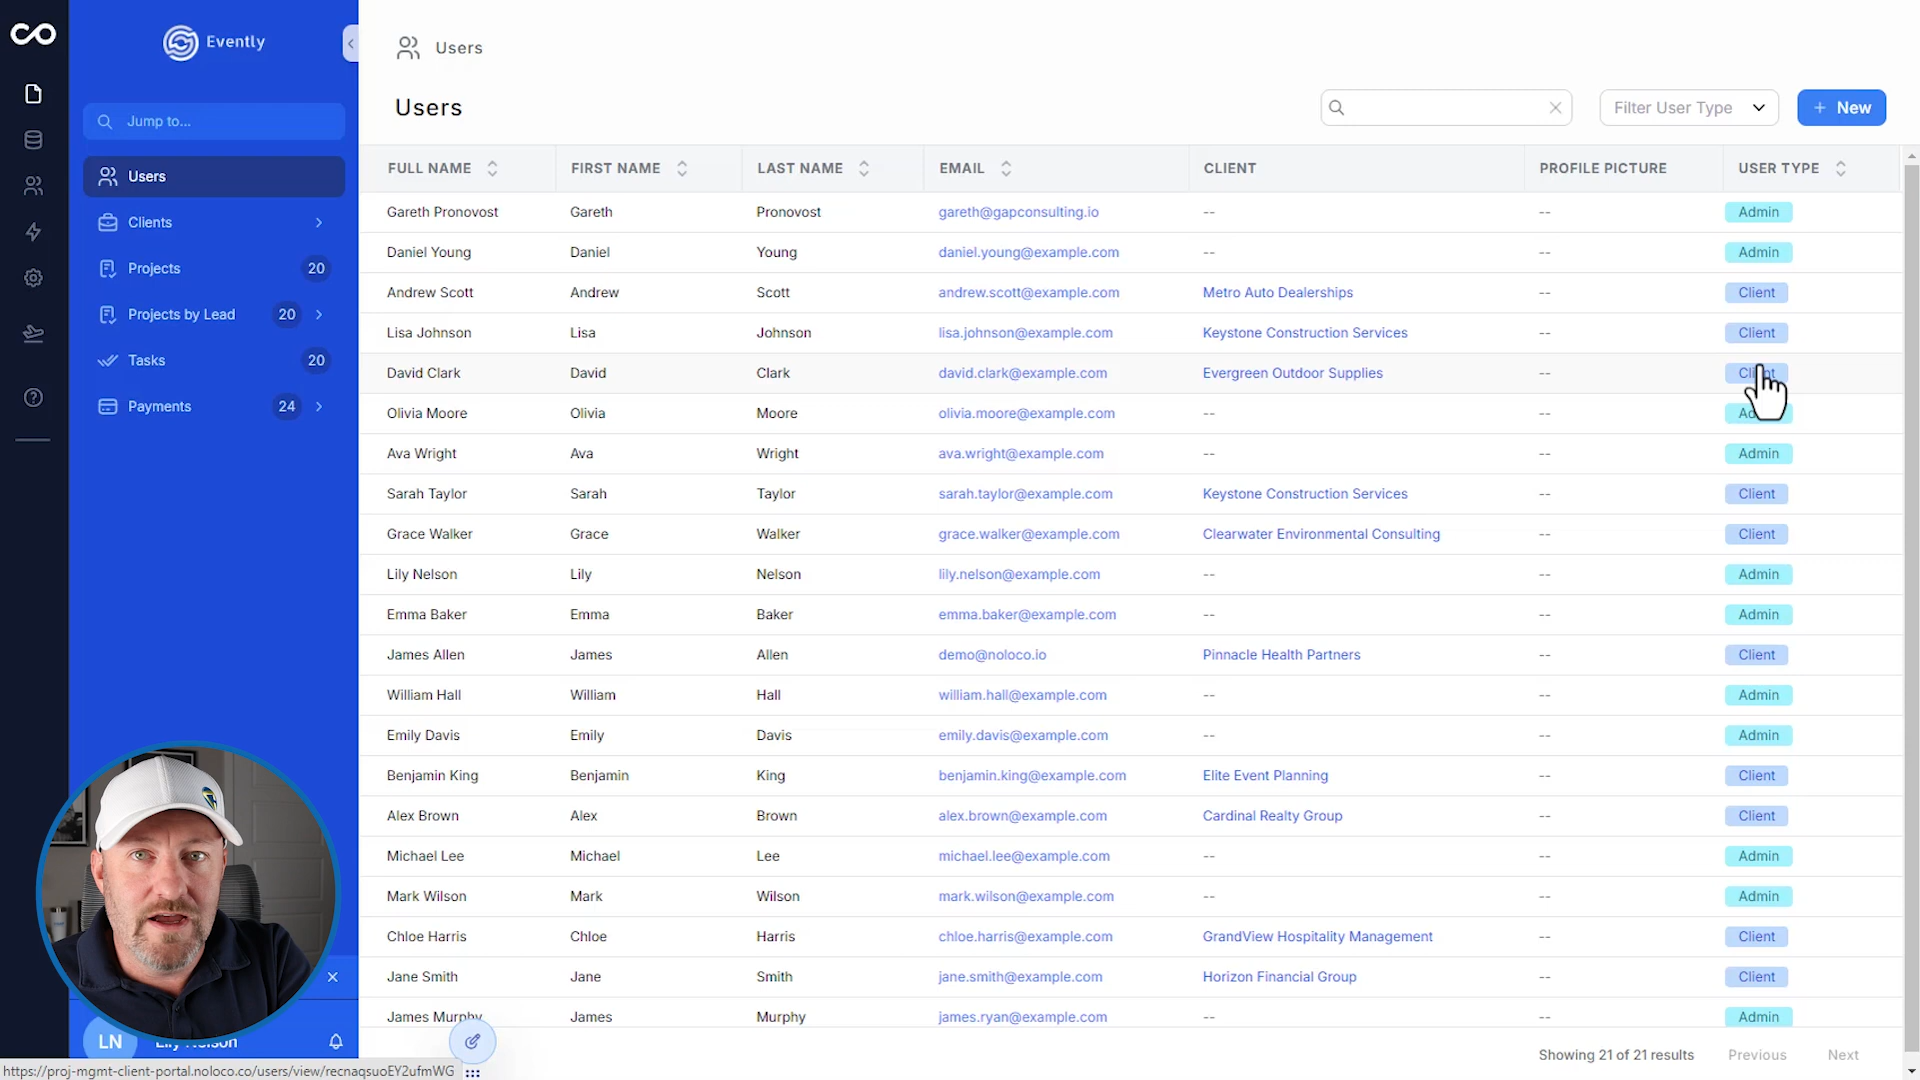 Evently
Jump to...
Users
Clients
Projects 20
Projects by Lead 20
Tasks 20
Payments 24
LN Lily Nelson
Users
Users
Filter User Type
+ New
FULL NAME FIRST NAME LAST NAME EMAIL CLIENT PROFILE PICTURE USER TYPE
Gareth Pronovost Gareth Pronovost gareth@gapconsulting.io -- -- Admin
Daniel Young Daniel Young daniel.young@example.com -- -- Admin
Andrew Scott Andrew Scott andrew.scott@example.com Metro Auto Dealerships -- Client
Lisa Johnson Lisa Johnson lisa.johnson@example.com Keystone Construction Services -- Client
David Clark David Clark david.clark@example.com Evergreen Outdoor Supplies -- Client
Olivia Moore Olivia Moore olivia.moore@example.com -- -- Admin
Ava Wright Ava Wright ava.wright@example.com -- -- Admin
Sarah Taylor Sarah Taylor sarah.taylor@example.com Keystone Construction Services -- Client
Grace Walker Grace Walker grace.walker@example.com Clearwater Environmental Consulting -- Client
Lily Nelson Lily Nelson lily.nelson@example.com -- -- Admin
Emma Baker Emma Baker emma.baker@example.com -- -- Admin
James Allen James Allen demo@noloco.io Pinnacle Health Partners -- Client
William Hall William Hall william.hall@example.com -- -- Admin
Emily Davis Emily Davis emily.davis@example.com -- -- Admin
Benjamin King Benjamin King benjamin.king@example.com Elite Event Planning -- Client
Alex Brown Alex Brown alex.brown@example.com Cardinal Realty Group -- Client
Michael Lee Michael Lee michael.lee@example.com -- -- Admin
Mark Wilson Mark Wilson mark.wilson@example.com -- -- Admin
Chloe Harris Chloe Harris chloe.harris@example.com GrandView Hospitality Management -- Client
Jane Smith Jane Smith jane.smith@example.com Horizon Financial Group -- Client
James Murphy James Murphy james.ryan@example.com -- -- Admin
Showing 21 of 21 results Previous Next
https://proj-mgmt-client-portal.noloco.co/users/view/recnaqsuoEY2ufmWG